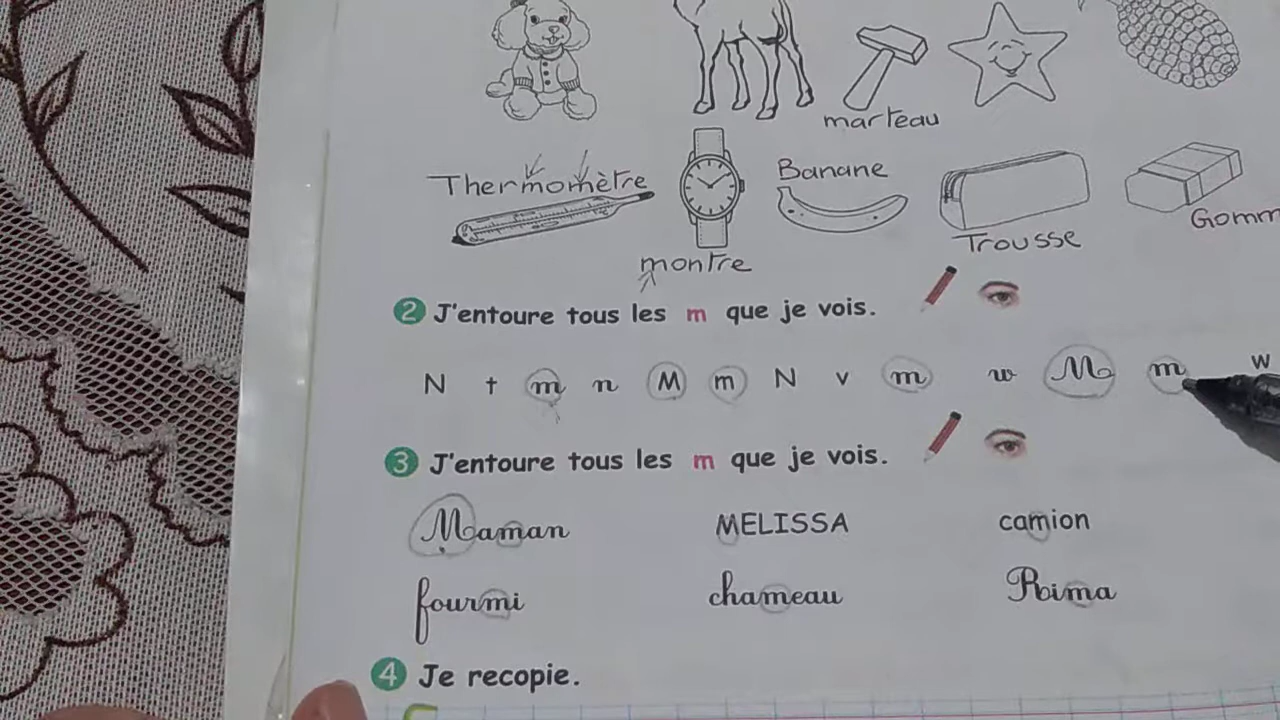 marteau
Thermomètre
Banane
montre
Trousse
Gomm
2 J'entoure tous les m que je vois.
N t m n M m N v m w M m w
3 J'entoure tous les m que je vois.
Maman MELISSA camion
fourmi chameau Rima
4 Je recopie.